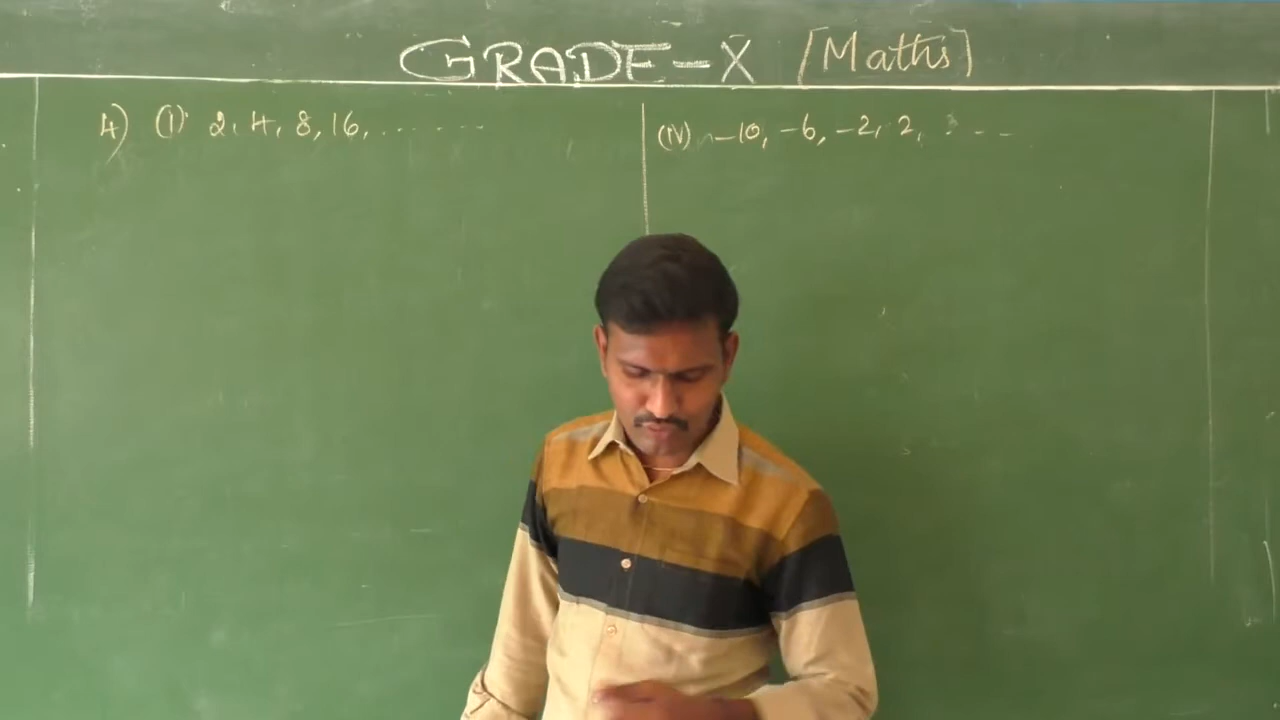 GRADE-X [Maths]
4) (I) 2, 4, 8, 16, .......
(IV) -10, -6, -2, 2, ...